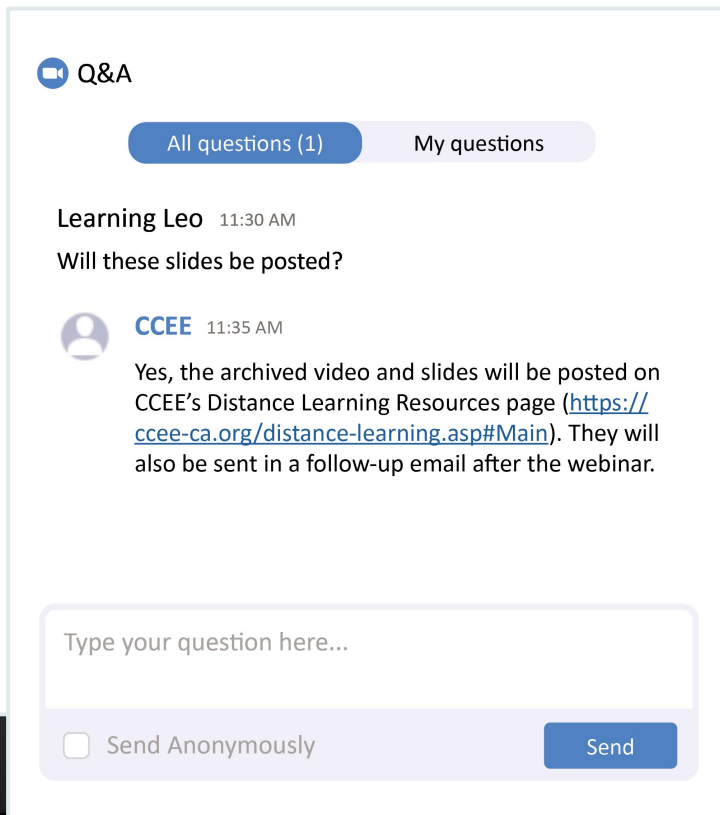 Q&A
All questions (1) My questions
Learning Leo 11:30 AM
Will these slides be posted?
CCEE 11:35 AM
Yes, the archived video and slides will be posted on
CCEE’s Distance Learning Resources page (https://
ccee-ca.org/distance-learning.asp#Main). They will
also be sent in a follow-up email after the webinar.
Type your question here...
Send Anonymously Send